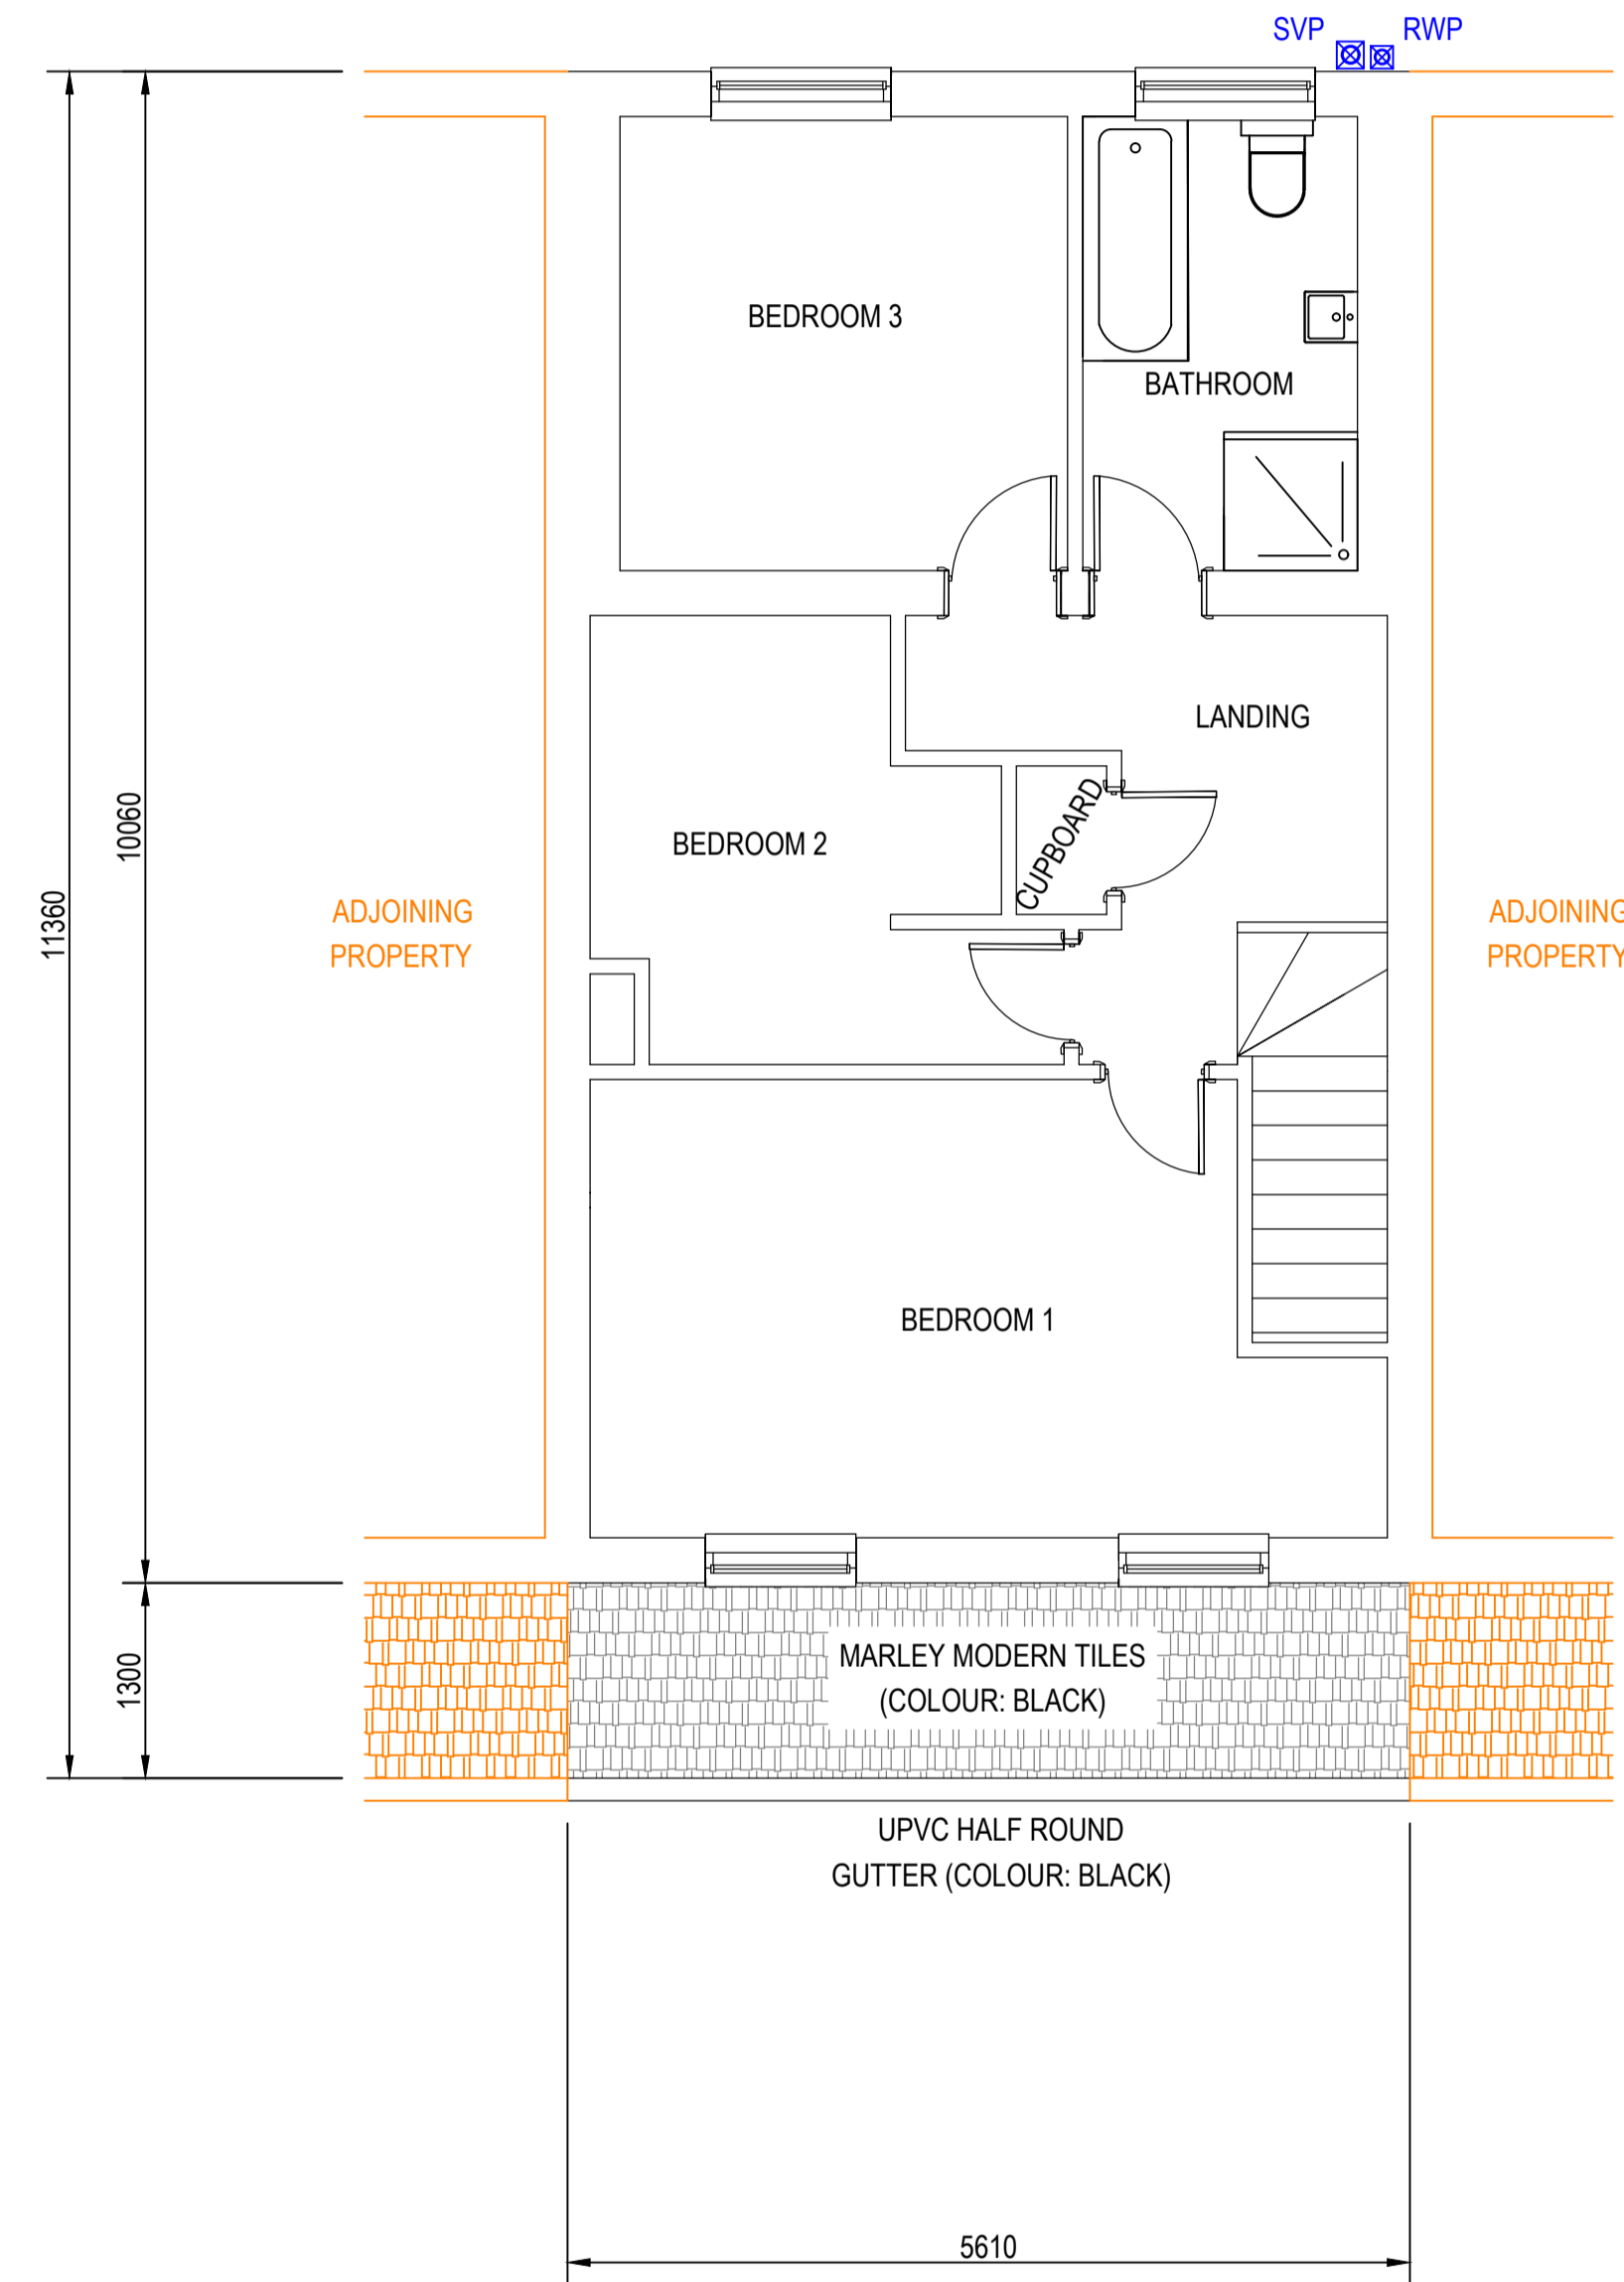 SVP
RWP
BEDROOM 3
BATHROOM
LANDING
10060
BEDROOM 2
CUPBOARD
11360
ADJOINING
PROPERTY
ADJOINING
PROPERTY
BEDROOM 1
1300
MARLEY MODERN TILES
(COLOUR: BLACK)
UPVC HALF ROUND
GUTTER (COLOUR: BLACK)
5610